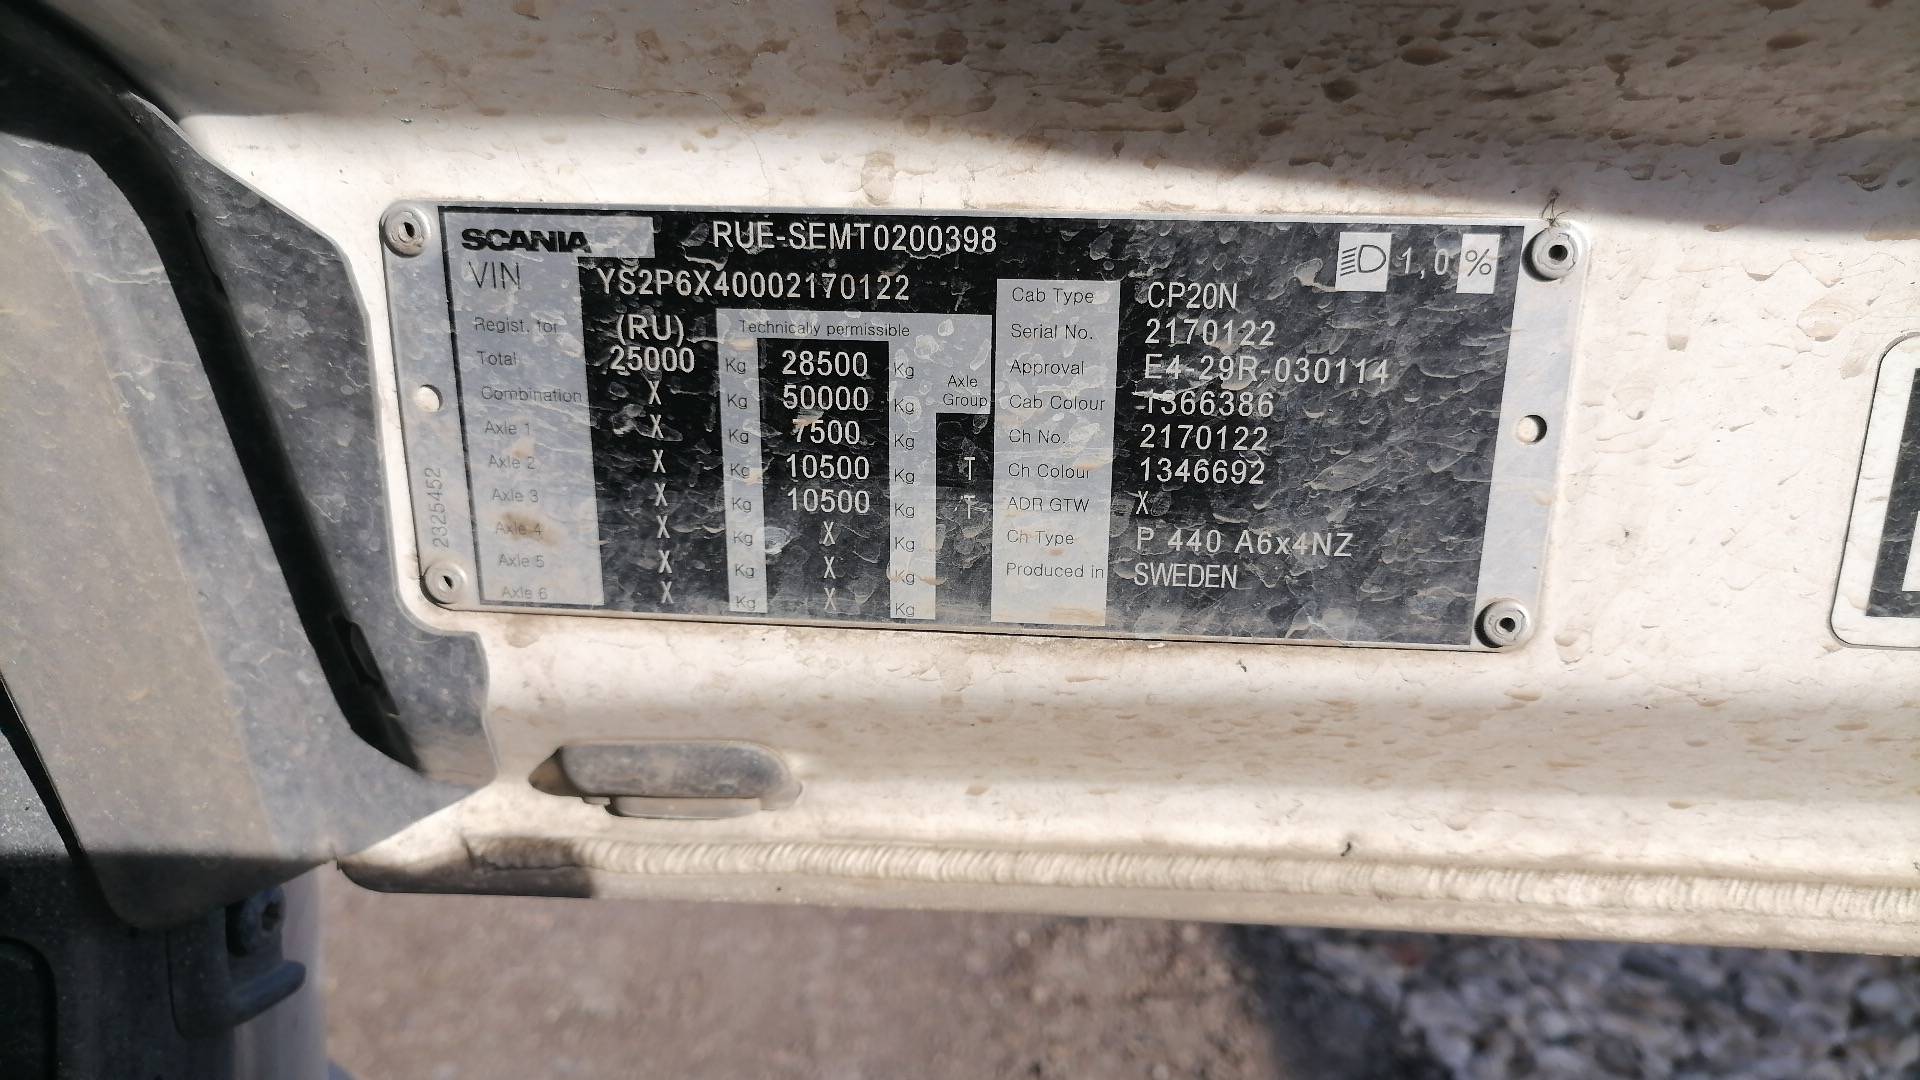 SCANIA RUE-SEMT0200398
1,0 %
VIN YS2P6X40002170122
Regist. for (RU) Technically permissible
Total 25000 Kg 28500 Kg
Combination X Kg 50000 Kg
Axle Group
Axle 1 X Kg 7500 Kg
Axle 2 X Kg 10500 Kg T
Axle 3 X Kg 10500 Kg T
Axle 4 X Kg X Kg
Axle 5 X Kg X Kg
Axle 6 X Kg X Kg
Cab Type CP20N
Serial No. 2170122
Approval E4-29R-030114
Cab Colour 1366386
Ch No. 2170122
Ch Colour 1346692
ADR GTW X
Ch Type P 440 A6x4NZ
Produced in SWEDEN
2325452